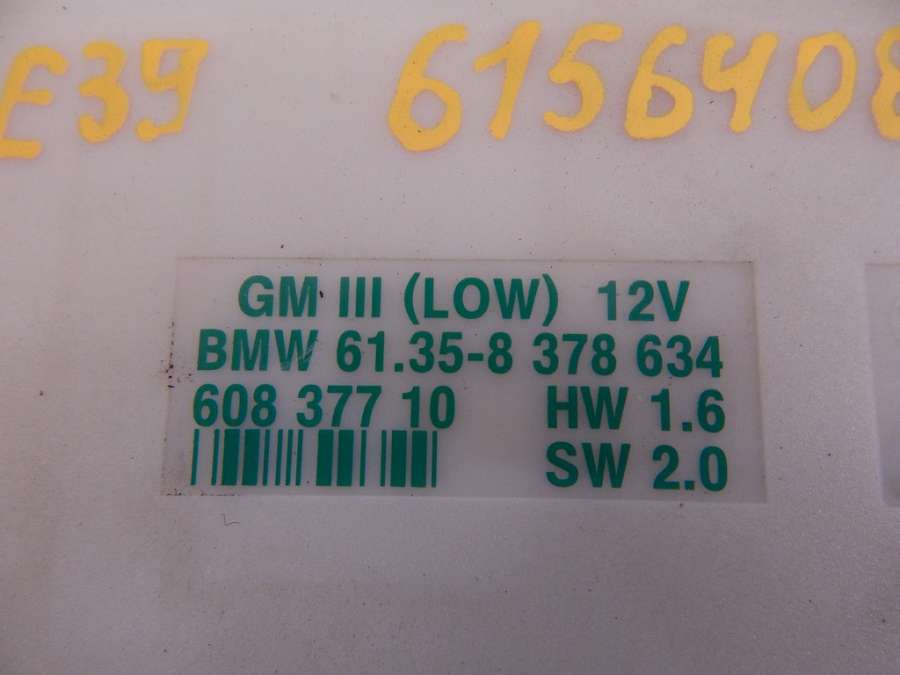 E39 6156408
GM III (LOW) 12V
BMW 61.35-8 378 634
608 377 10 HW 1.6
SW 2.0